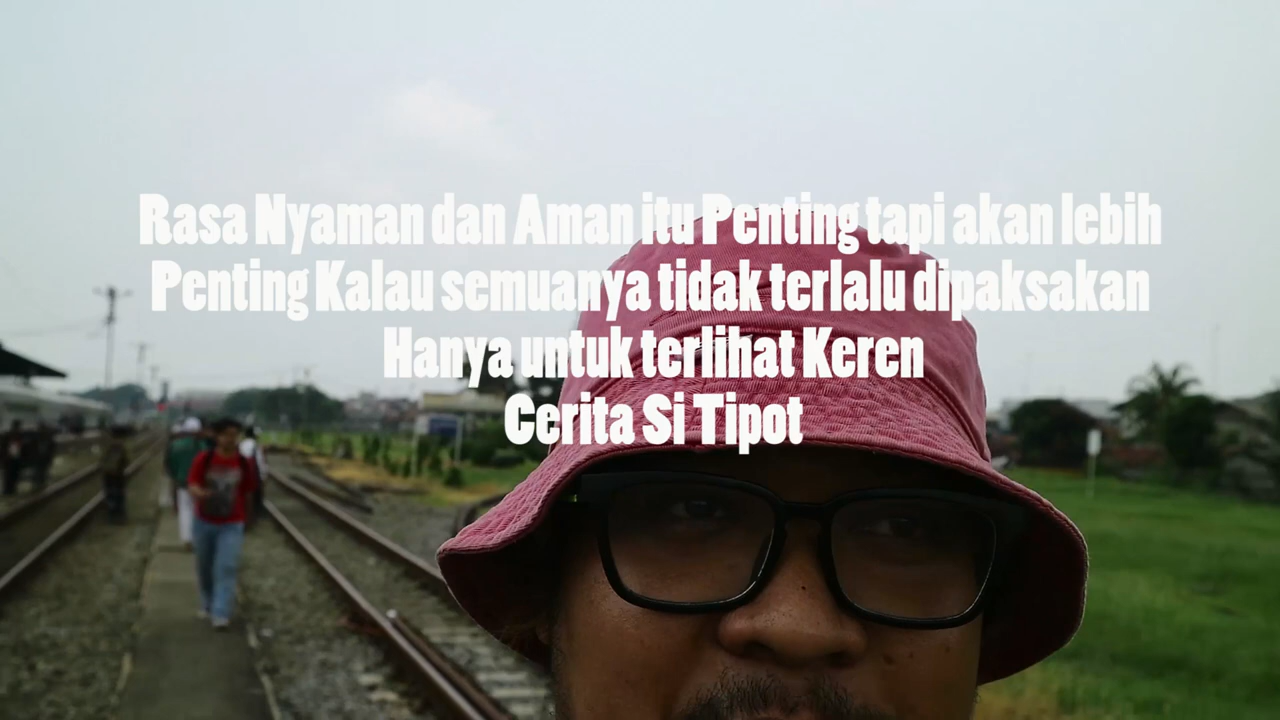 Rasa Nyaman dan Aman itu Penting tapi akan lebih
Penting Kalau semuanya tidak terlalu dipaksakan
Hanya untuk terlihat Keren
Cerita Si Tipot